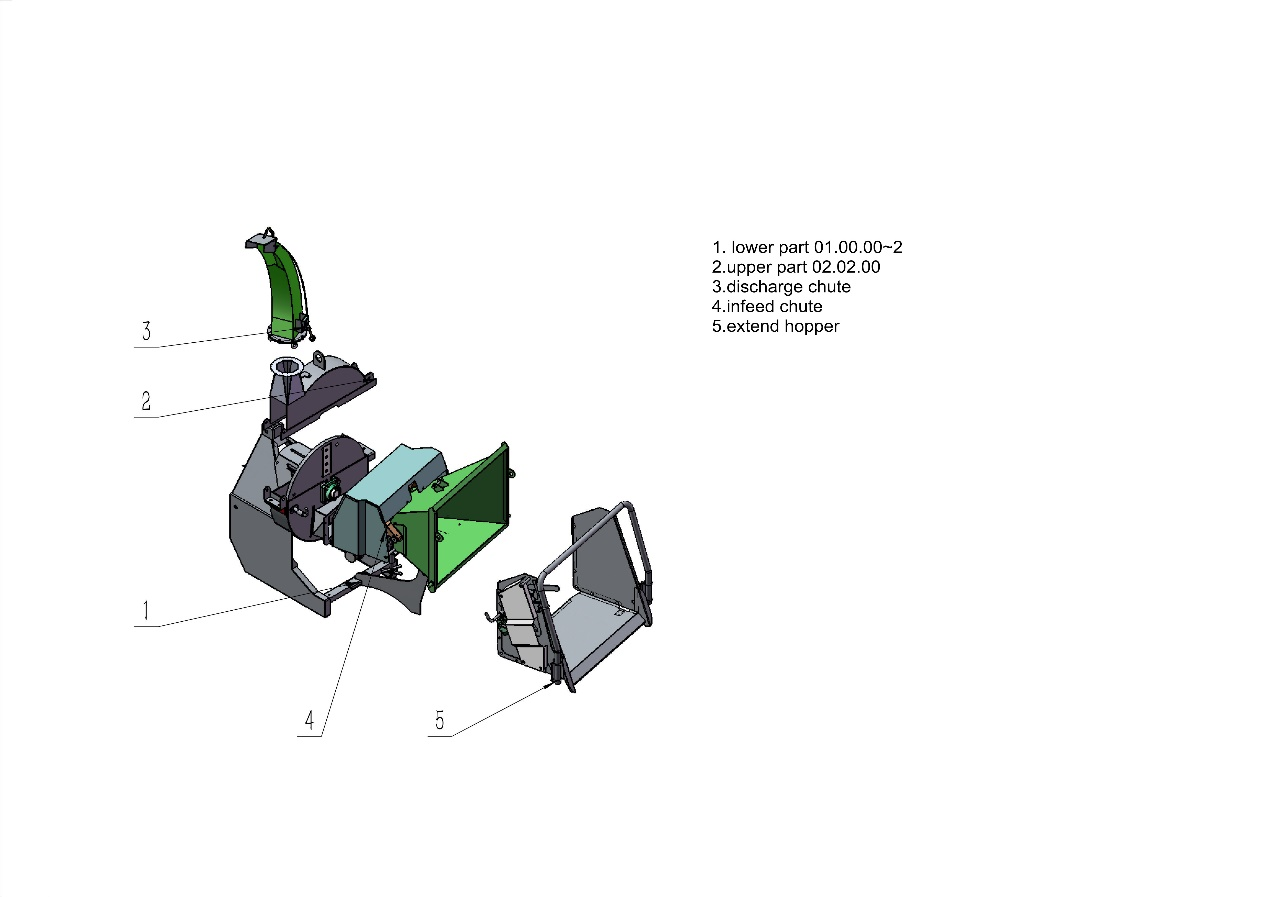 1. lower part 01.00.00~2
2.upper part 02.02.00
3.discharge chute
4.infeed chute
5.extend hopper
3
2
1
4
5